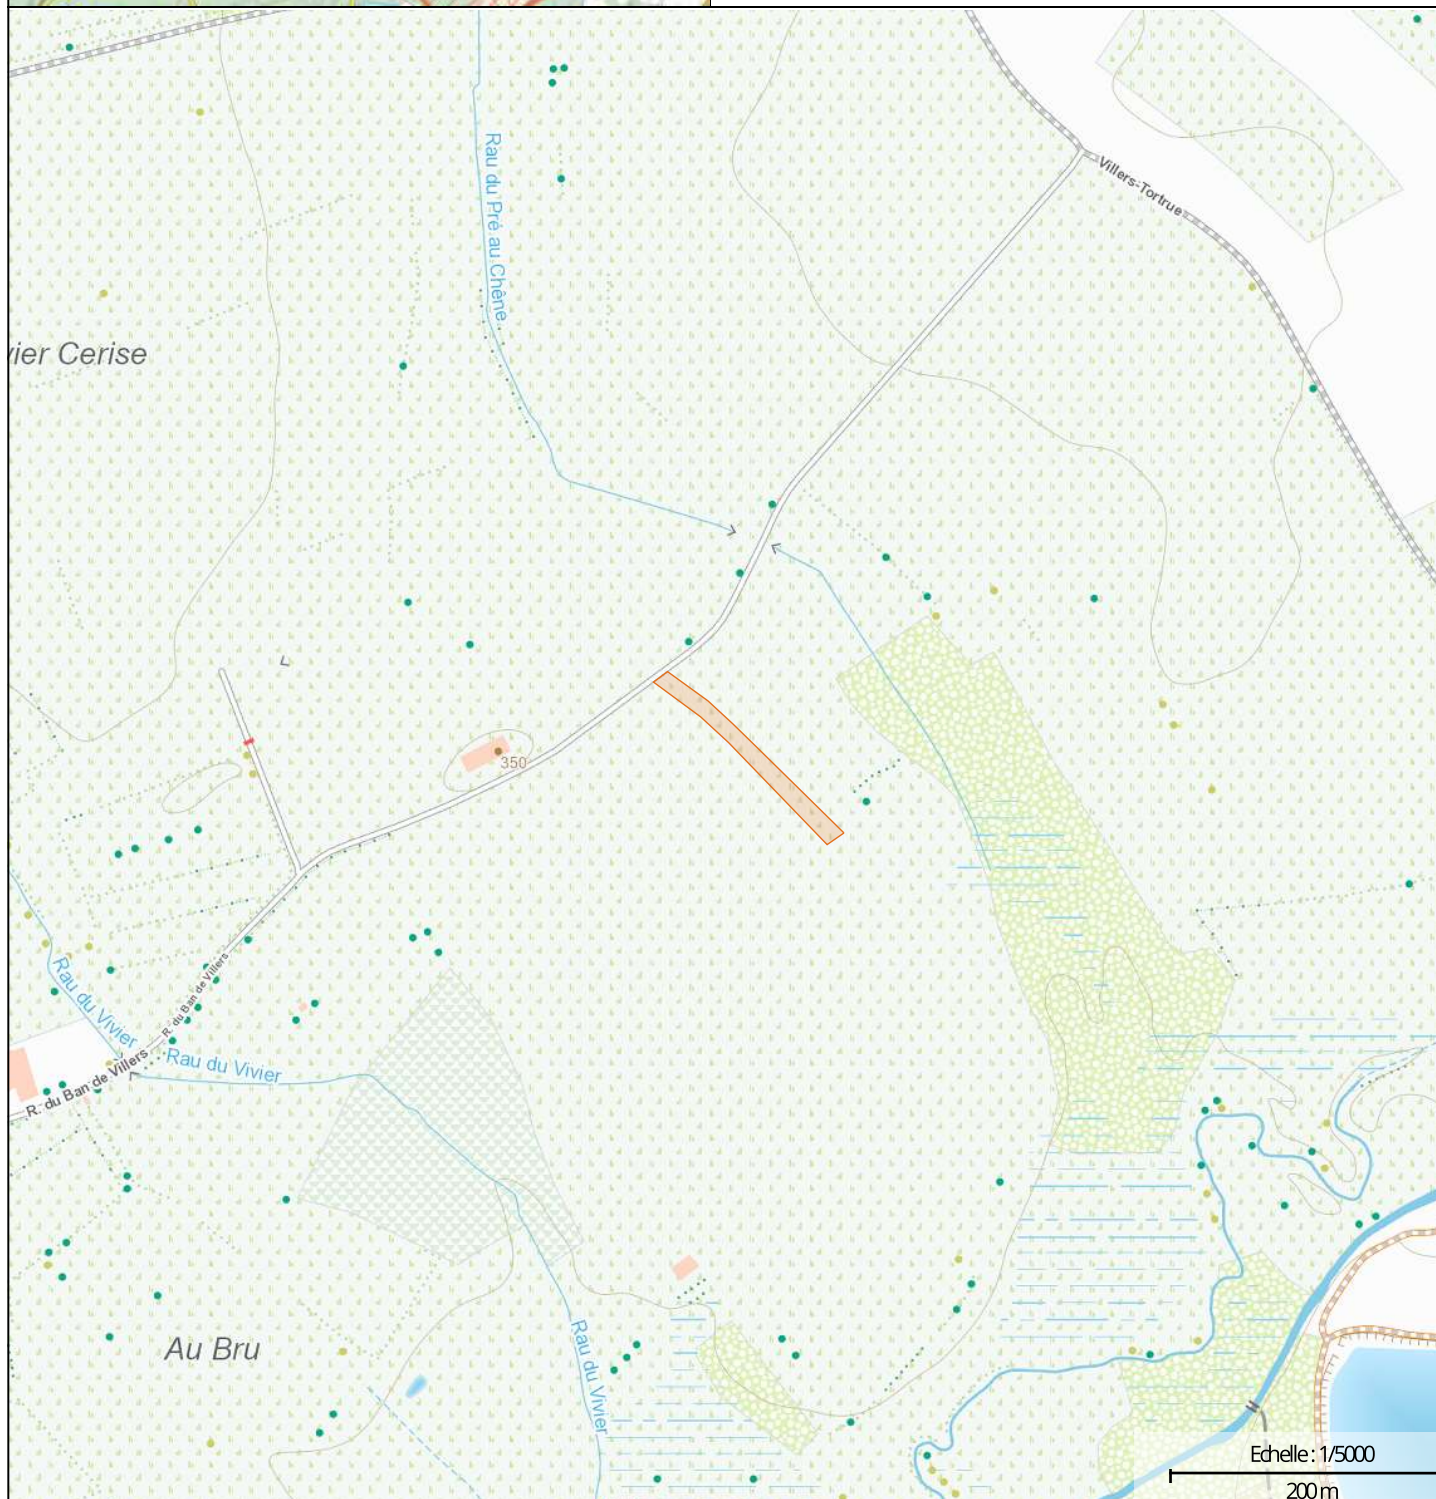 Rau du Pré au Chêne
Villers-Tortrue
vier Cerise
350
R. du Ban de Villers
Rau du Vivier
Rau du Vivier
R. du Ban de Villers
Au Bru
Rau du Vivier
Echelle : 1/5000
200 m